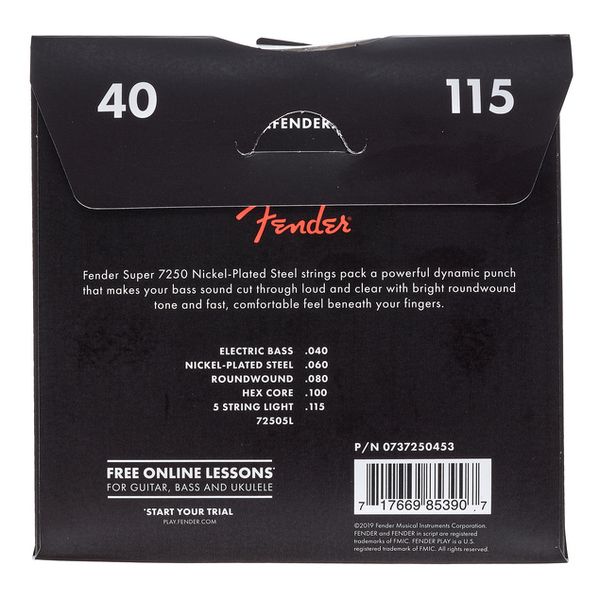 40 115
FENDER
Fender®
Fender Super 7250 Nickel-Plated Steel strings pack a powerful dynamic punch
that makes your bass sound cut through loud and clear with bright roundwound
tone and fast, comfortable feel beneath your fingers.
ELECTRIC BASS .040
NICKEL-PLATED STEEL .060
ROUNDWOUND .080
HEX CORE .100
5 STRING LIGHT .115
72505L
P/N 0737250453
FREE ONLINE LESSONS*
FOR GUITAR, BASS AND UKULELE
*START YOUR TRIAL
PLAY.FENDER.COM
7 17669 85390 7
©2019 Fender Musical Instruments Corporation.
FENDER and FENDER in script are registered
trademarks of FMIC. FENDER PLAY is a U.S.
registered trademark of FMIC. All rights reserved.